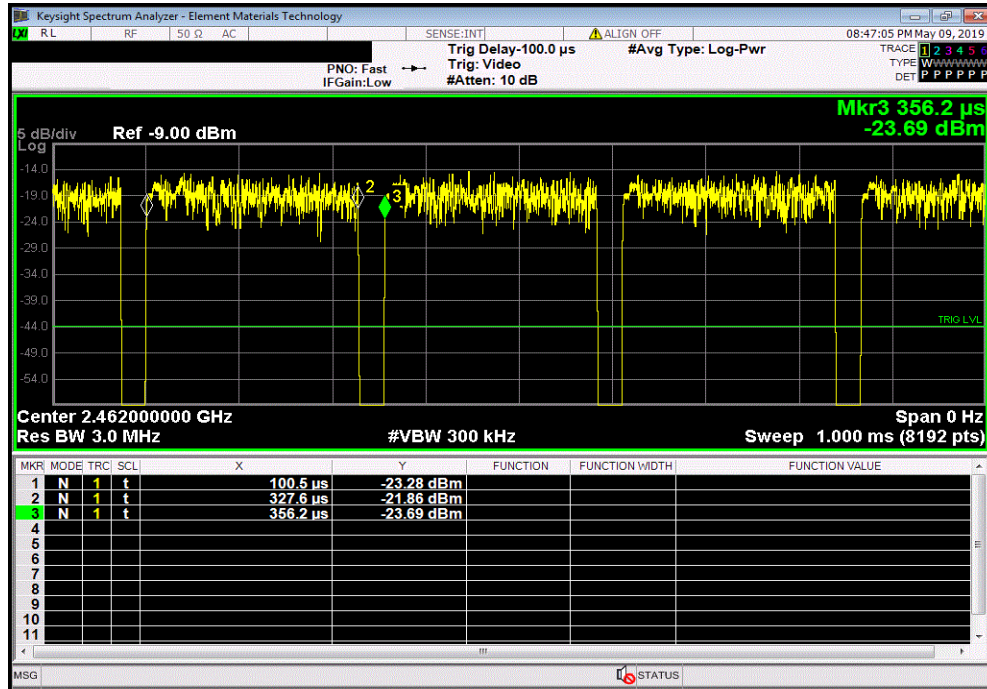 Keysight Spectrum Analyzer - Element Materials Technology
LXI RL RF 50 Ω AC SENSE:INT ALIGN OFF 08:47:05 PM May 09, 2019
Trig Delay-100.0 µs #Avg Type: Log-Pwr TRACE 1 2 3 4 5 6
PNO: Fast Trig: Video TYPE WWWWWW
IFGain:Low #Atten: 10 dB DET P P P P P P
Mkr3 356.2 µs
5 dB/div Ref -9.00 dBm -23.69 dBm
Log
-14.0
-19.0
-24.0
-29.0
-34.0
-39.0
-44.0
-49.0
-54.0
2
3
TRIG LVL
Center 2.462000000 GHz Span 0 Hz
Res BW 3.0 MHz #VBW 300 kHz Sweep 1.000 ms (8192 pts)
MKR MODE TRC SCL X Y FUNCTION FUNCTION WIDTH FUNCTION VALUE
1 N 1 t 100.5 µs -23.28 dBm
2 N 1 t 327.6 µs -21.86 dBm
3 N 1 t 356.2 µs -23.69 dBm
4
5
6
7
8
9
10
11
MSG STATUS